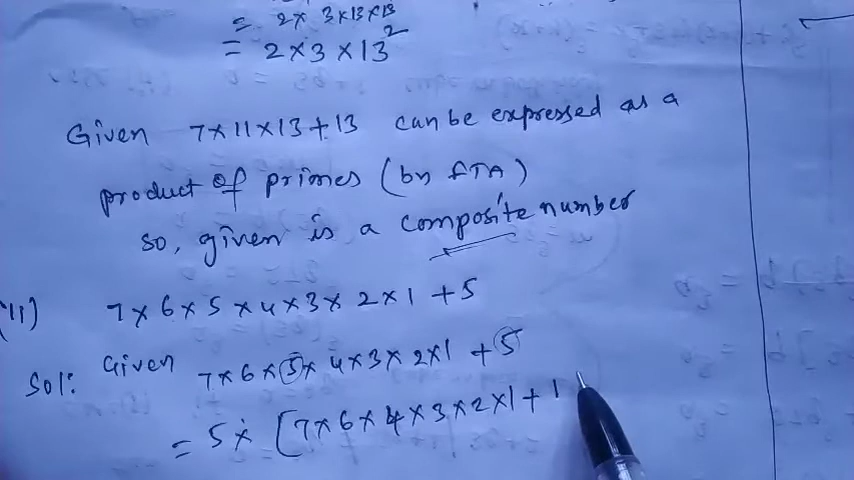 = 2 × 3×13×13
= 2 × 3 × 13²
Given 7×11×13+13 can be expressed as a
product of primes (by FTA)
so, given is a composite number
(ii) 7×6×5×4×3×2×1 +5
Sol: Given 7×6×5×4×3×2×1 +5
= 5× [7×6×4×3×2×1+1